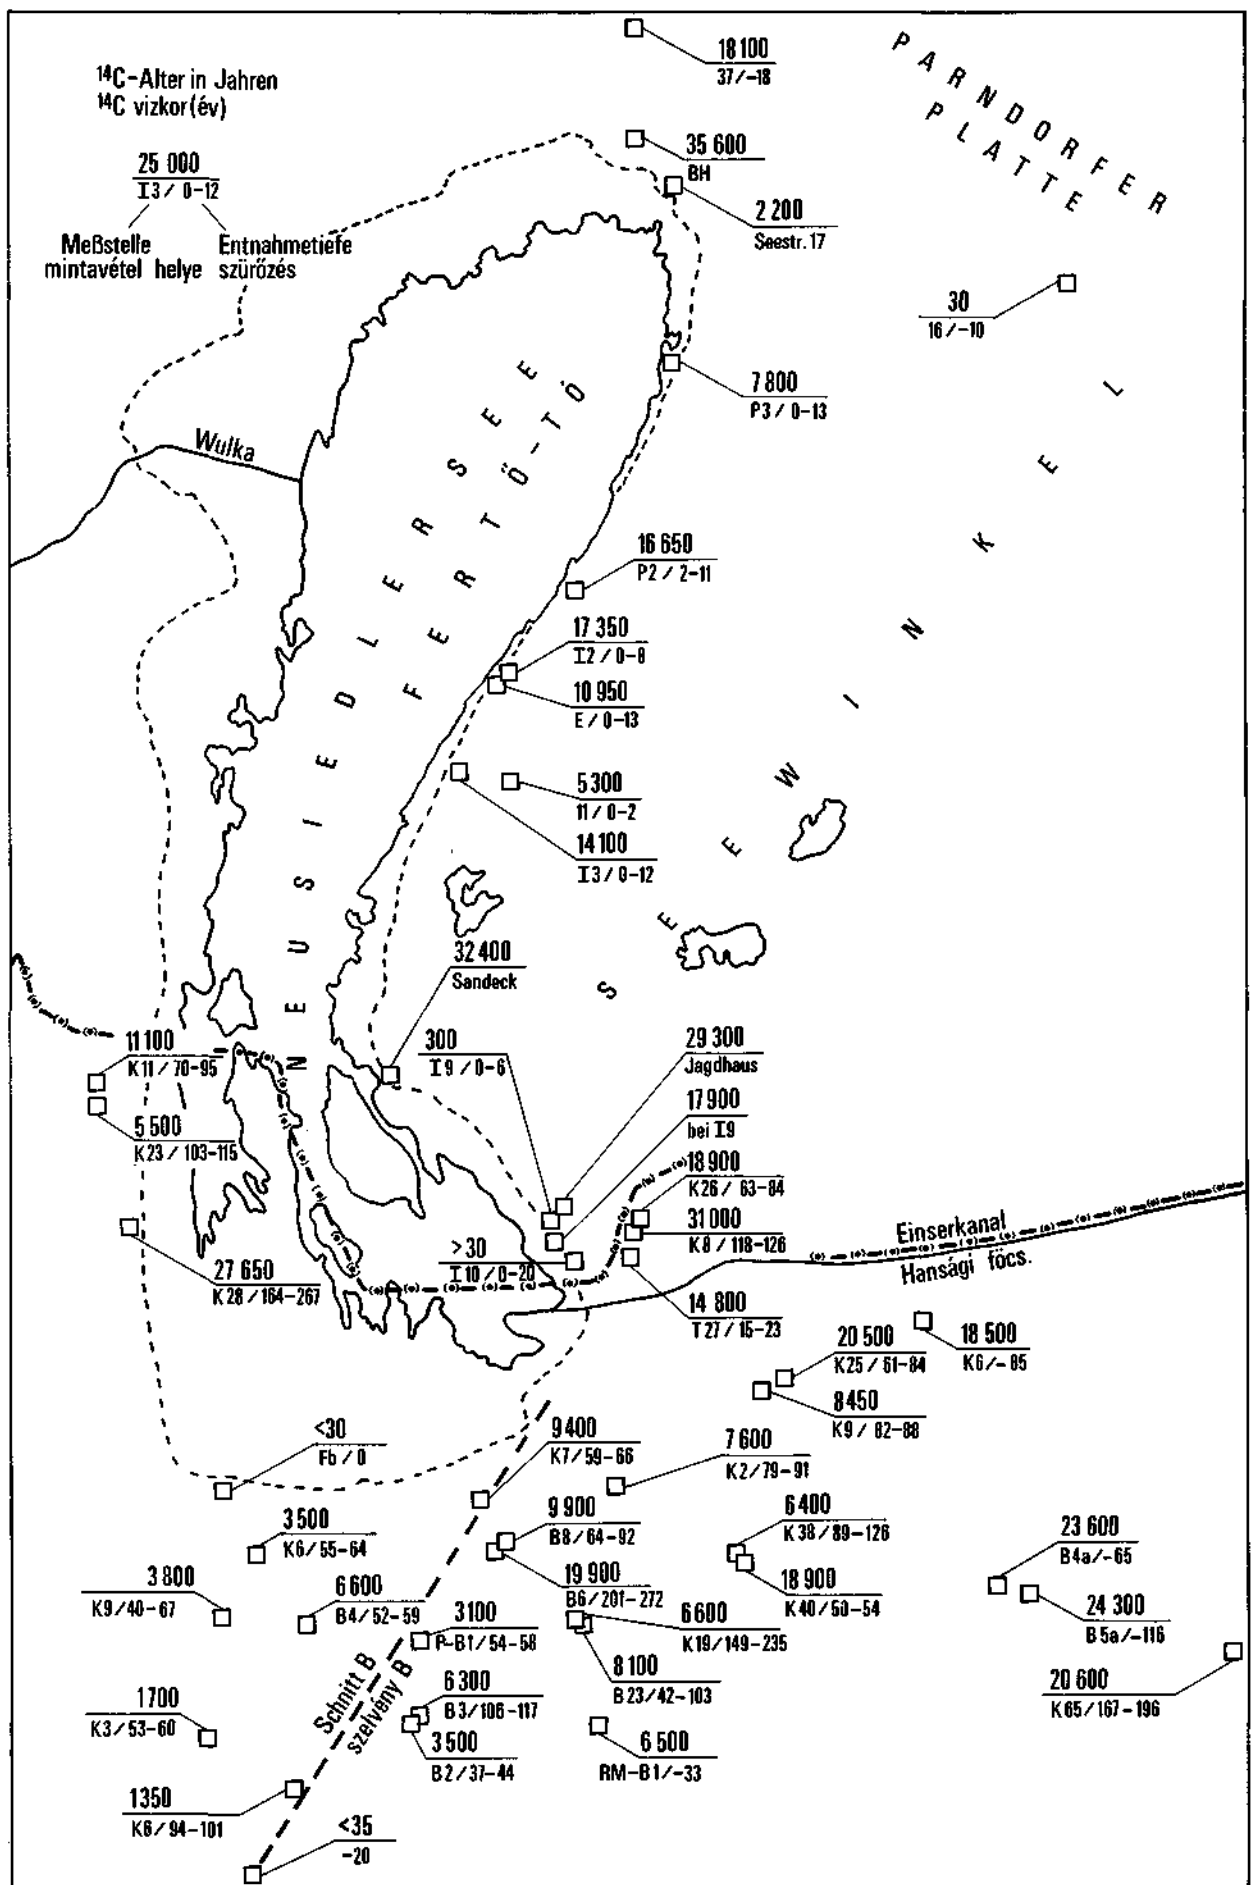 18 100
37/-18
PARNDORFER
PLATTE
¹⁴C-Alter in Jahren
¹⁴C vizkor (év)
25 000
I3 / 0-12
Meßstelle Entnahmetiefe
mintavétel helye szürőzés
35 600
BH
2 200
Seestr. 17
30
16 / -10
7 800
P3 / 0-13
Wulka
NEUSIEDLER SEE
FERTŐ-TÓ
SEEWINKEL
16 650
P2 / 2-11
17 350
I2 / 0-8
10 950
E / 0-13
5 300
11 / 0-2
14 100
I3 / 0-12
32 400
Sandeck
11 100
K11 / 70-95
5 500
K23 / 103-115
300
I9 / 0-6
29 300
Jagdhaus
17 900
bei I9
18 900
K26 / 63-84
31 000
K8 / 118-126
>30
I10 / 0-20
27 650
K28 / 164-267
14 800
T27 / 15-23
Einserkanal
Hansági főcs.
18 500
K6 / -85
20 500
K25 / 61-84
8 450
K9 / 82-88
<30
Fb / 0
9 400
K7 / 59-66
7 600
K2 / 79-91
3 500
K6 / 55-64
9 900
B8 / 64-92
6 400
K38 / 89-126
23 600
B4a / -65
3 800
K9 / 40-67
6 600
B4 / 52-59
19 900
B6 / 201-272
18 900
K40 / 50-54
24 300
B5a / -116
3 100
P-B1 / 54-58
6 600
K19 / 149-235
8 100
B23 / 42-103
20 600
K65 / 167-196
Schnitt B
szelvény B
1 700
K3 / 53-60
6 300
B3 / 106-117
3 500
B2 / 37-44
6 500
RM-B1 / -33
1 350
K6 / 94-101
<35
-20